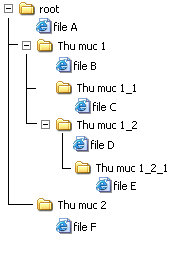 root
file A
Thu muc 1
file B
Thu muc 1_1
file C
Thu muc 1_2
file D
Thu muc 1_2_1
file E
Thu muc 2
file F